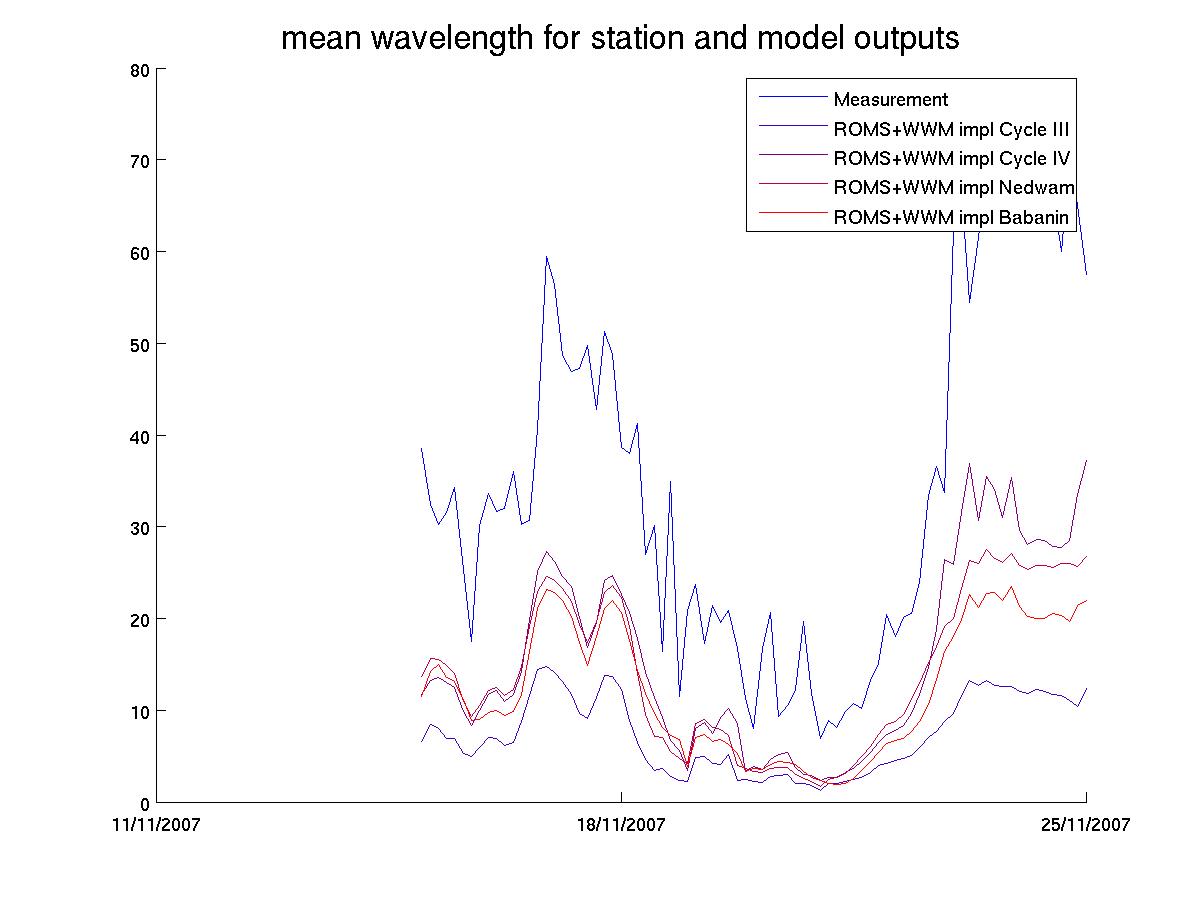 mean wavelength for station and model outputs
80
70
60
50
40
30
20
10
0
11/11/2007
18/11/2007
25/11/2007
Measurement
ROMS+WWM impl Cycle III
ROMS+WWM impl Cycle IV
ROMS+WWM impl Nedwam
ROMS+WWM impl Babanin